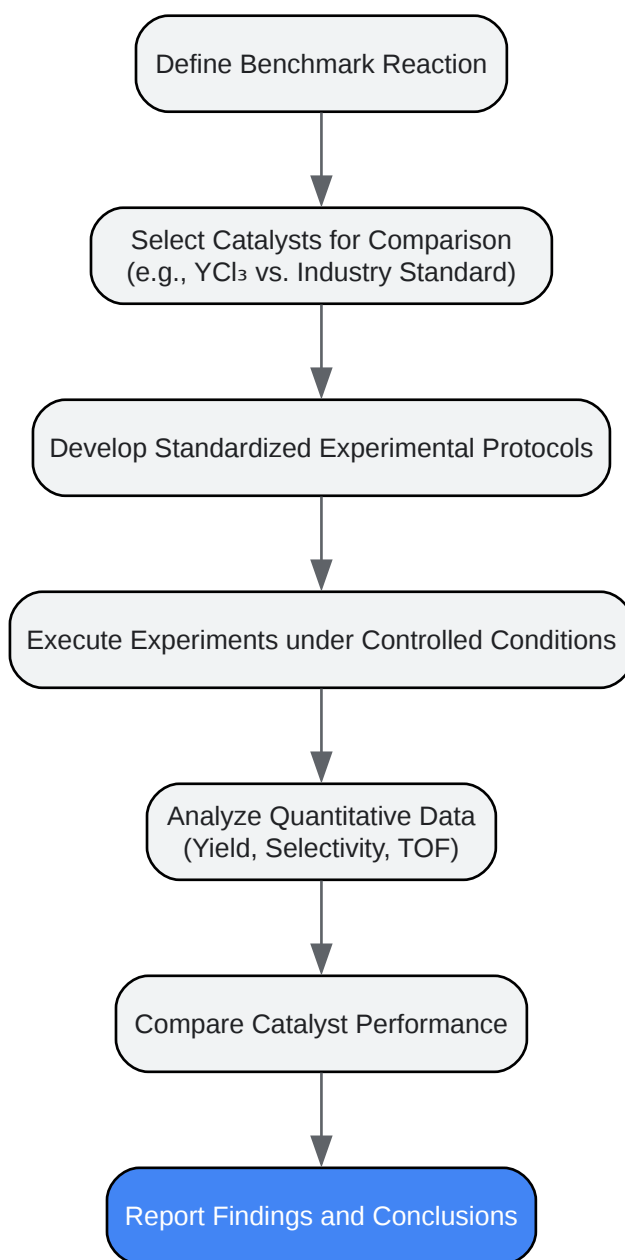 Define Benchmark Reaction
Select Catalysts for Comparison
(e.g., YCl₃ vs. Industry Standard)
Develop Standardized Experimental Protocols
Execute Experiments under Controlled Conditions
Analyze Quantitative Data
(Yield, Selectivity, TOF)
Compare Catalyst Performance
Report Findings and Conclusions